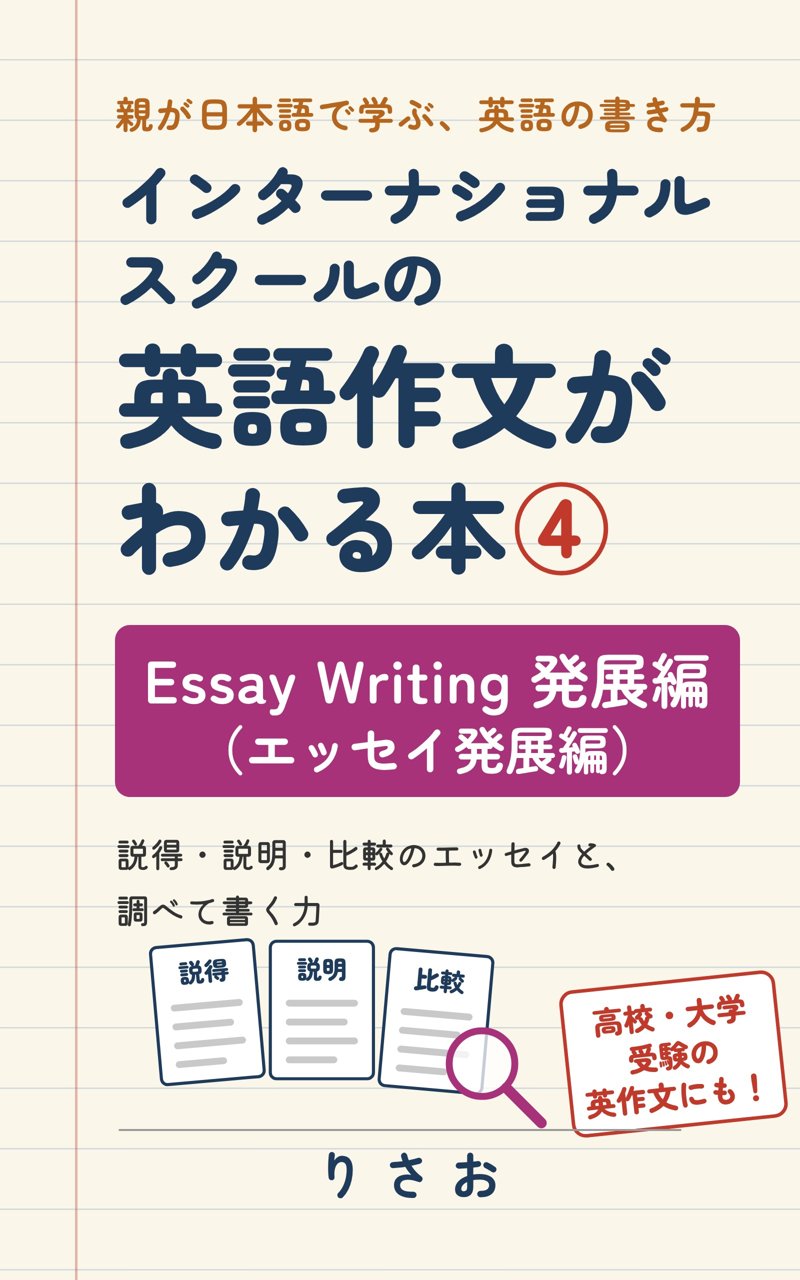 親が日本語で学ぶ、英語の書き方
インターナショナル
スクールの
英語作文が
わかる本④
Essay Writing 発展編
（エッセイ発展編）
説得・説明・比較のエッセイと、
調べて書く力
説得
説明
比較
高校・大学
受験の
英作文にも！
りさお